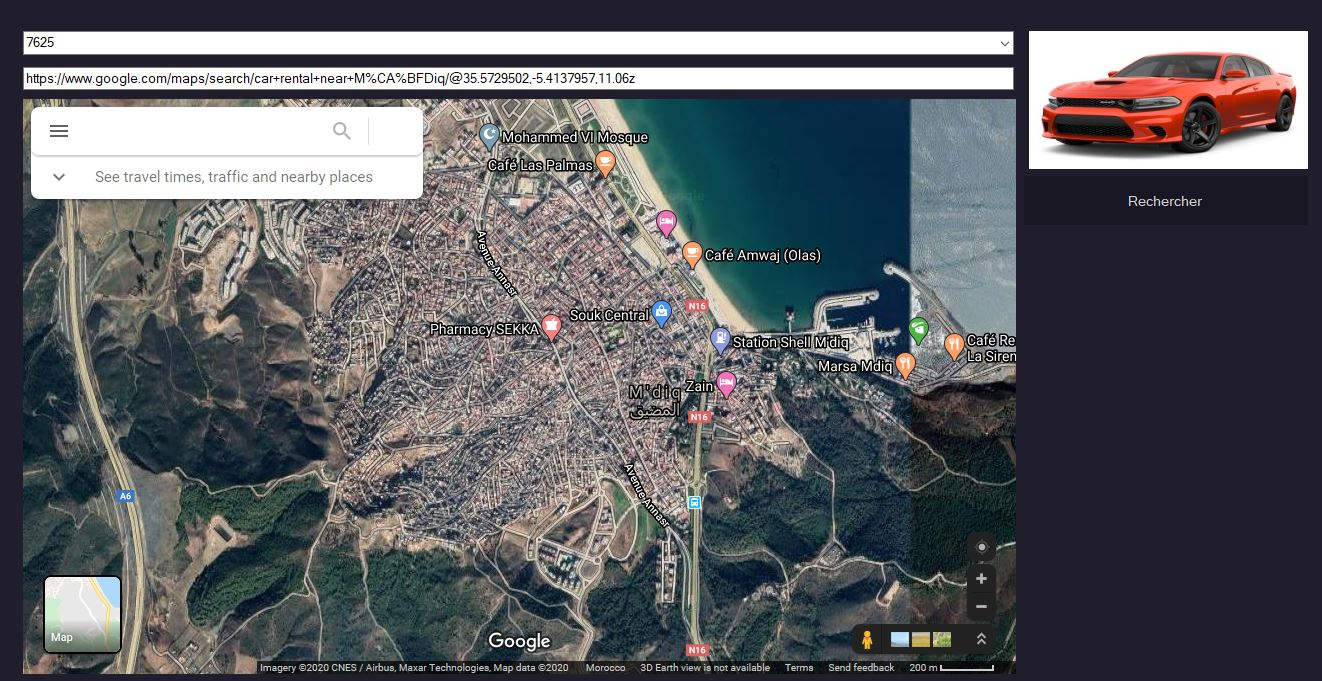 7625
https://www.google.com/maps/search/car+rental+near+M%CA%BFDiq/@35.5729502,-5.4137957,11.06z
Rechercher
See travel times, traffic and nearby places
Mohammed VI Mosque
Café Las Palmas
Avenue Annasr
Café Amwaj (Olas)
N16
Souk Central
Pharmacy SEKKA
Station Shell M'diq
Café Re
La Siren
Marsa Mdiq
Zain
M'diq
المضيق
N16
Avenue Annasr
A6
Map
Google
N16
Imagery ©2020 CNES / Airbus, Maxar Technologies, Map data ©2020 Morocco 3D Earth view is not available Terms Send feedback 200 m